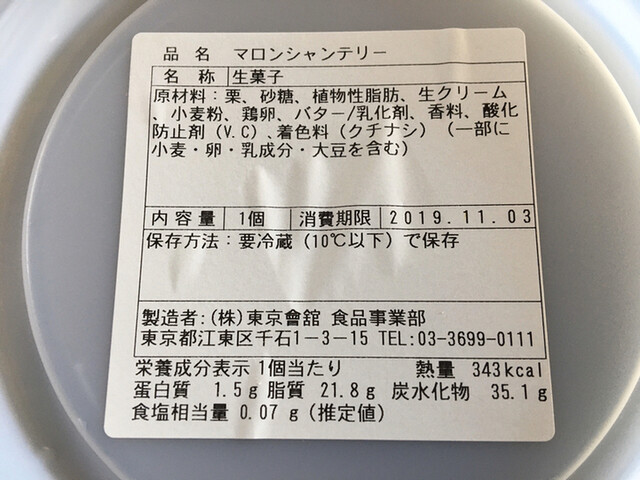 品名 マロンシャンテリー
名称 生菓子
原材料:栗、砂糖、植物性脂肪、生クリーム
、小麦粉、鶏卵、バター/乳化剤、香料、酸化
防止剤(V.C)、着色料(クチナシ) (一部に
小麦・卵・乳成分・大豆を含む)
内容量 1個 消費期限 2019.11.03
保存方法:要冷蔵(10℃以下)で保存
製造者:(株)東京會舘 食品事業部
東京都江東区千石1-3-15 TEL:03-3699-0111
栄養成分表示 1個当たり 熱量 343kcal
蛋白質 1.5g 脂質 21.8g 炭水化物 35.1g
食塩相当量 0.07g(推定値)